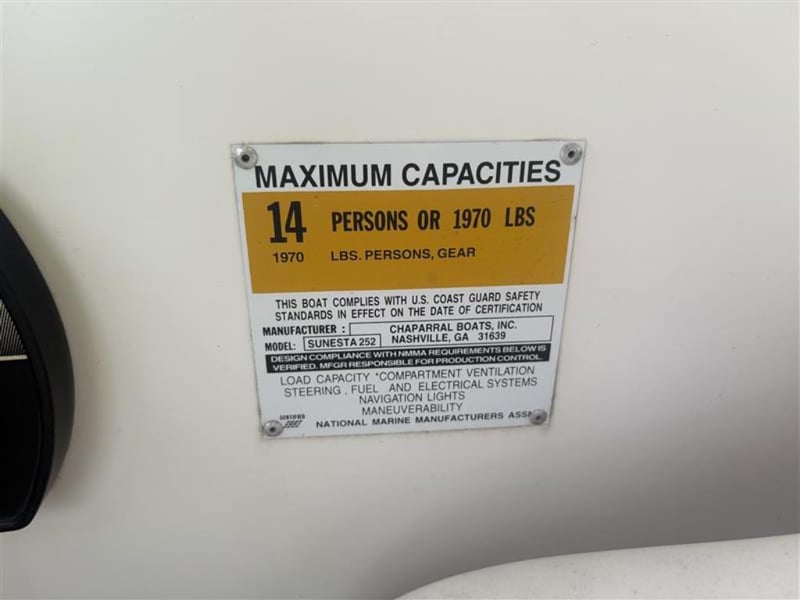 MAXIMUM CAPACITIES
14 PERSONS OR 1970 LBS
1970 LBS. PERSONS, GEAR
THIS BOAT COMPLIES WITH U.S. COAST GUARD SAFETY
STANDARDS IN EFFECT ON THE DATE OF CERTIFICATION
MANUFACTURER : CHAPARRAL BOATS, INC.
NASHVILLE, GA 31639
MODEL: SUNESTA 252
DESIGN COMPLIANCE WITH NMMA REQUIREMENTS BELOW IS
VERIFIED. MFGR RESPONSIBLE FOR PRODUCTION CONTROL.
LOAD CAPACITY *COMPARTMENT VENTILATION
STEERING , FUEL AND ELECTRICAL SYSTEMS
NAVIGATION LIGHTS
MANEUVERABILITY
CERTIFIED
NATIONAL MARINE MANUFACTURERS ASSN